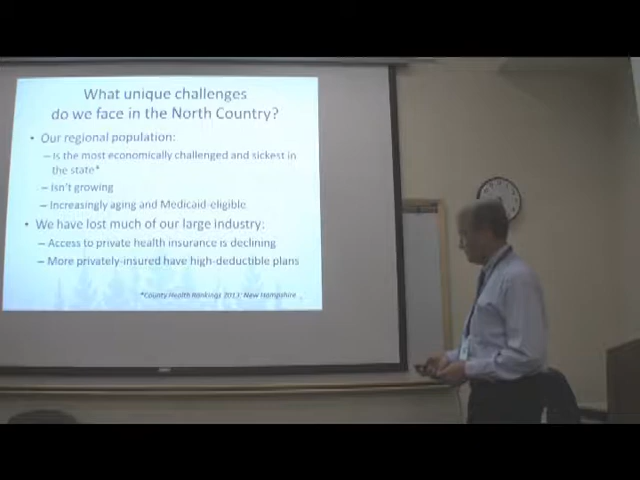 What unique challenges
do we face in the North Country?
• Our regional population:
– Is the most economically challenged and sickest in
the state*
– Isn't growing
– Increasingly aging and Medicaid-eligible
• We have lost much of our large industry:
– Access to private health insurance is declining
– More privately-insured have high-deductible plans
*County Health Rankings 2013: New Hampshire